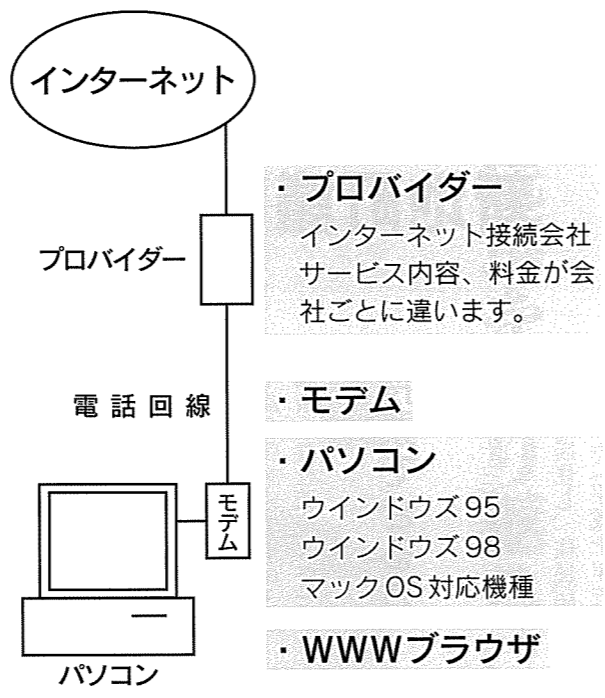 インターネット
プロバイダー
電話回線
モデム
パソコン
・プロバイダー
インターネット接続会社
サービス内容、料金が会
社ごとに違います。
・モデム
・パソコン
ウインドウズ95
ウインドウズ98
マックOS対応機種
・WWWブラウザ